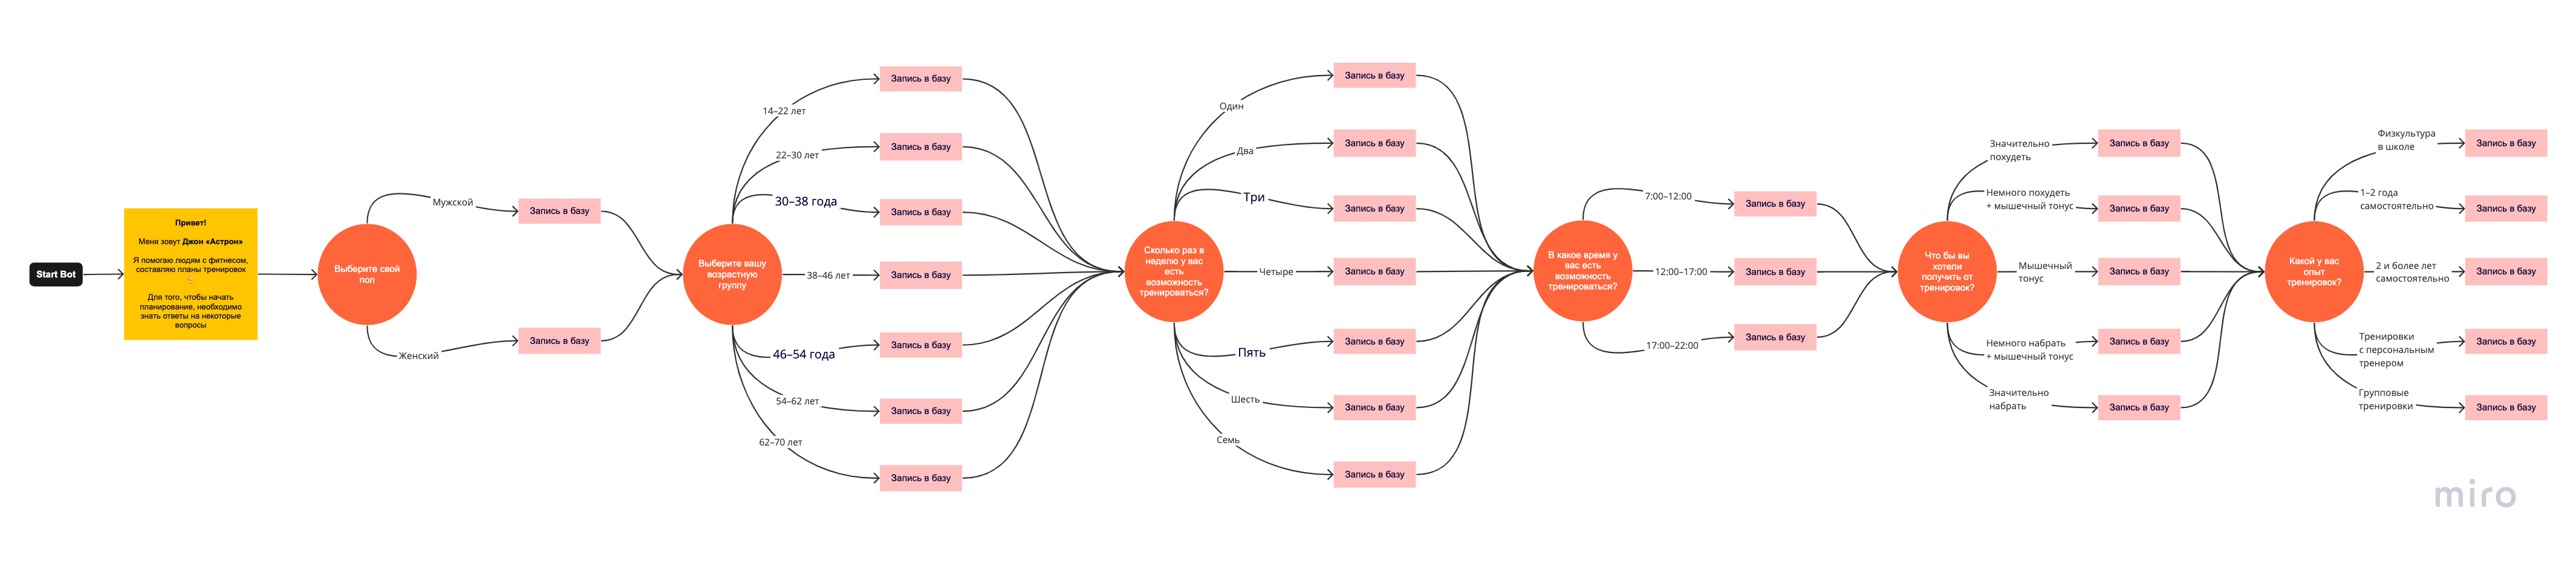 Start Bot
Привет!
Меня зовут Джон «Астрон»
Я помогаю людям с фитнесом,
составляю планы тренировок
Для того, чтобы начать
планирование, необходимо
знать ответы на некоторые
вопросы
Выберите свой
пол
Мужской
Женский
Запись в базу
Запись в базу
Выберите вашу
возрастную
группу
14–22 лет
22–30 лет
30–38 года
38–46 лет
46–54 года
54–62 лет
62–70 лет
Запись в базу
Запись в базу
Запись в базу
Запись в базу
Запись в базу
Запись в базу
Запись в базу
Сколько раз в
неделю у вас
есть
возможность
тренироваться?
Один
Два
Три
Четыре
Пять
Шесть
Семь
Запись в базу
Запись в базу
Запись в базу
Запись в базу
Запись в базу
Запись в базу
Запись в базу
В какое время у
вас есть
возможность
тренироваться?
7:00–12:00
12:00–17:00
17:00–22:00
Запись в базу
Запись в базу
Запись в базу
Что бы вы
хотели
получить от
тренировок?
Значительно
похудеть
Немного похудеть
+ мышечный тонус
Мышечный
тонус
Немного набрать
+ мышечный тонус
Значительно
набрать
Запись в базу
Запись в базу
Запись в базу
Запись в базу
Запись в базу
Какой у вас
опыт
тренировок?
Физкультура
в школе
1–2 года
самостоятельно
2 и более лет
самостоятельно
Тренировки
с персональным
тренером
Групповые
тренировки
Запись в базу
Запись в базу
Запись в базу
Запись в базу
Запись в базу
miro